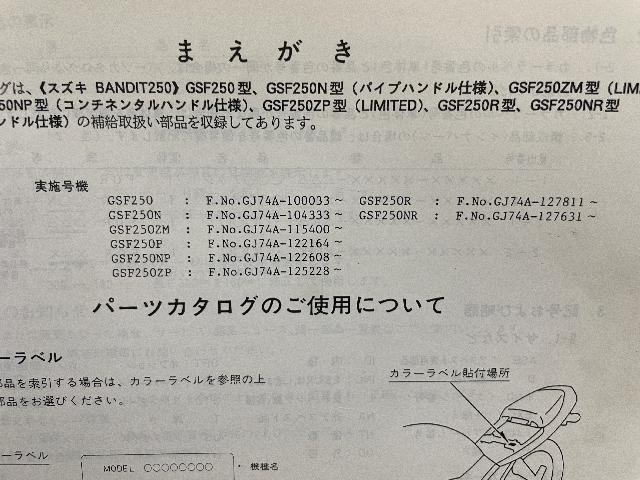 まえがき
グは、《スズキ BANDIT250》GSF250型、GSF250N型（パイプハンドル仕様）、GSF250ZM型（LIM
50NP型（コンチネンタルハンドル仕様）、GSF250ZP型（LIMITED）、GSF250R型、GSF250NR型
ンドル仕様）の補給取扱い部品を収録してあります。
実施号機
GSF250 : F.No.GJ74A-100033～ GSF250R : F.No.GJ74A-127811～
GSF250N : F.No.GJ74A-104333～ GSF250NR : F.No.GJ74A-127631～
GSF250ZM : F.No.GJ74A-115400～
GSF250P : F.No.GJ74A-122164～
GSF250NP : F.No.GJ74A-122608～
GSF250ZP : F.No.GJ74A-125228～
パーツカタログのご使用について
ーラベル
部品を索引する場合は、カラーラベルを参照の上
部品をお選びください。
カラーラベル貼付場所
ーラベル
MODEL ○○○○○○○○ ・機種名